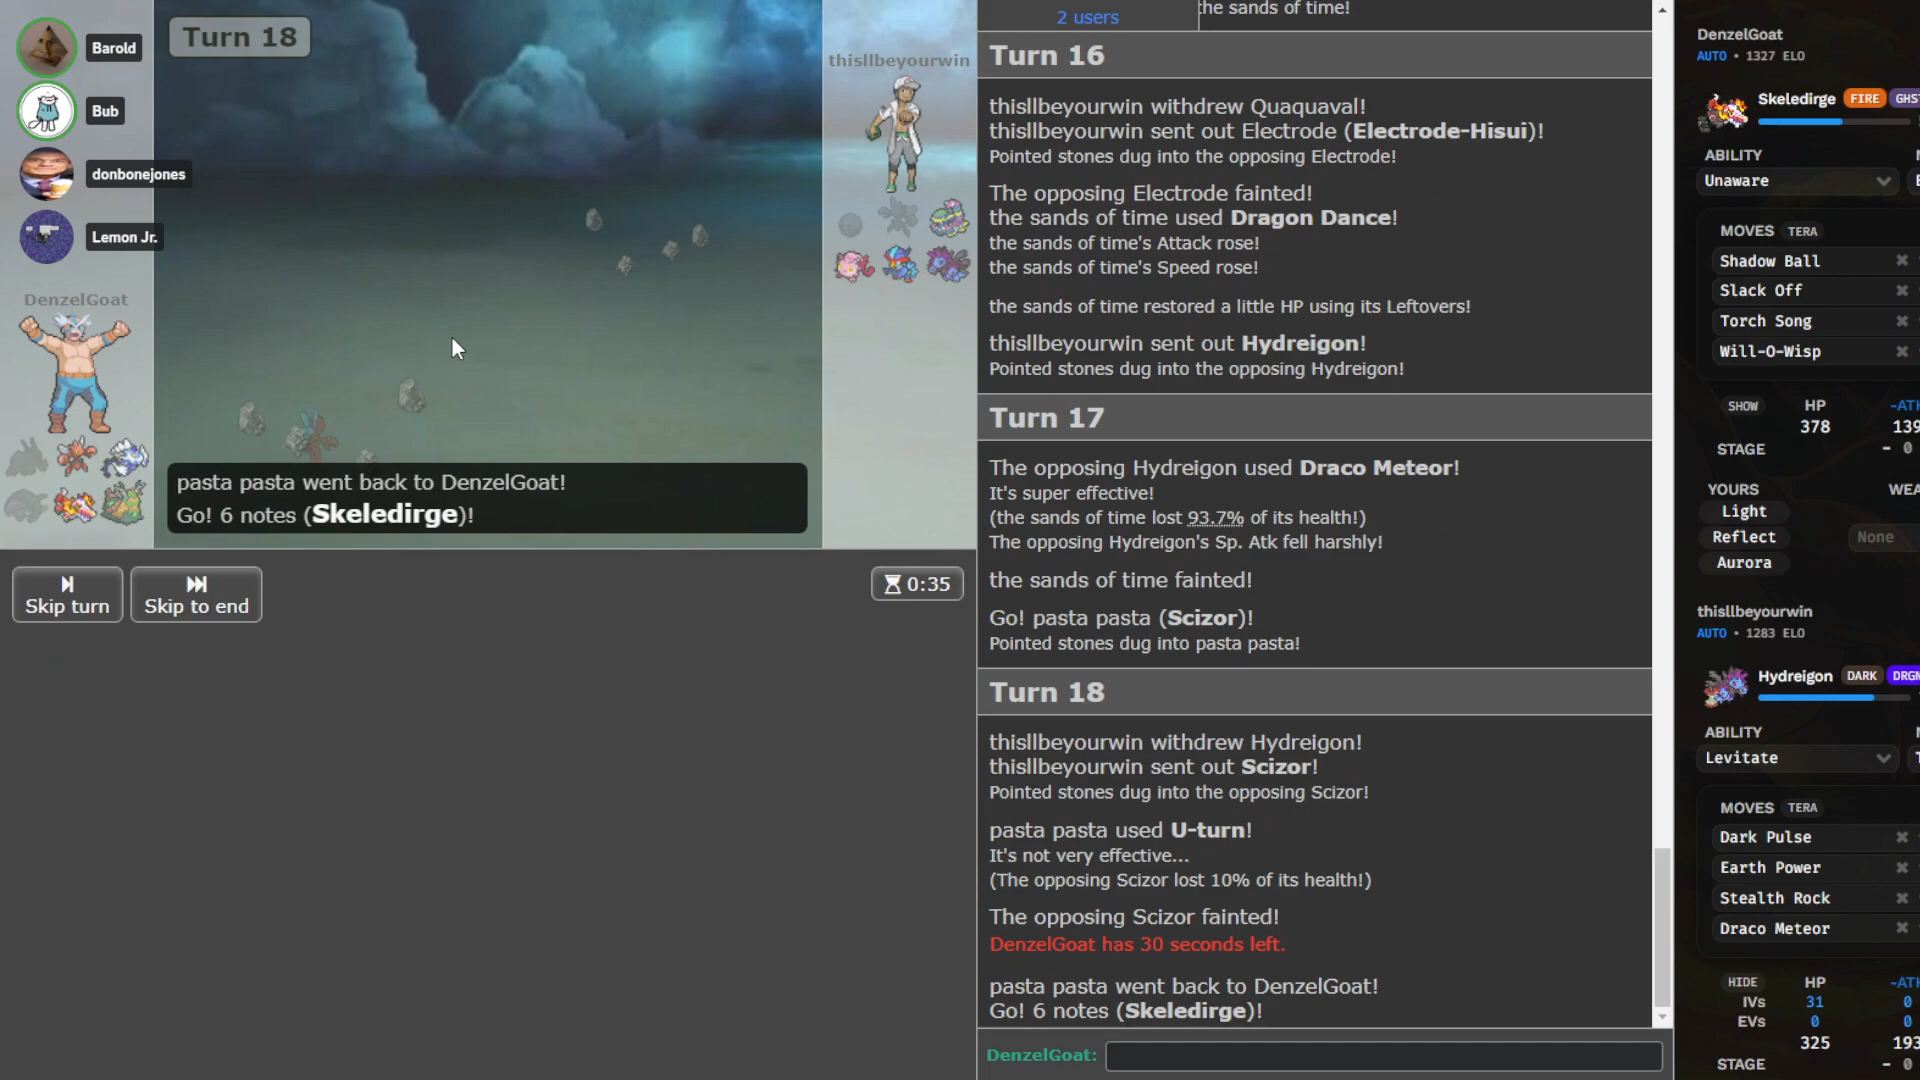 Barold
Bub
donbonejones
Lemon Jr.
Turn 18
thisllbeyourwin
DenzelGoat
pasta pasta went back to DenzelGoat!
Go! 6 notes (Skeledirge)!
Skip turn
Skip to end
0:35
2 users
the sands of time!
Turn 16
thisllbeyourwin withdrew Quaquaval!
thisllbeyourwin sent out Electrode (Electrode-Hisui)!
Pointed stones dug into the opposing Electrode!
The opposing Electrode fainted!
the sands of time used Dragon Dance!
the sands of time's Attack rose!
the sands of time's Speed rose!
the sands of time restored a little HP using its Leftovers!
thisllbeyourwin sent out Hydreigon!
Pointed stones dug into the opposing Hydreigon!
Turn 17
The opposing Hydreigon used Draco Meteor!
It's super effective!
(the sands of time lost 93.7% of its health!)
The opposing Hydreigon's Sp. Atk fell harshly!
the sands of time fainted!
Go! pasta pasta (Scizor)!
Pointed stones dug into pasta pasta!
Turn 18
thisllbeyourwin withdrew Hydreigon!
thisllbeyourwin sent out Scizor!
Pointed stones dug into the opposing Scizor!
pasta pasta used U-turn!
It's not very effective...
(The opposing Scizor lost 10% of its health!)
The opposing Scizor fainted!
DenzelGoat has 30 seconds left.
pasta pasta went back to DenzelGoat!
Go! 6 notes (Skeledirge)!
DenzelGoat:
DenzelGoat
AUTO • 1327 ELO
Skeledirge FIRE GHST
ABILITY
Unaware
MOVES TERA
Shadow Ball
Slack Off
Torch Song
Will-O-Wisp
SHOW HP -ATK
378 139
STAGE - 0
YOURS WEA
Light
Reflect None
Aurora
thisllbeyourwin
AUTO • 1283 ELO
Hydreigon DARK DRGN
ABILITY
Levitate
MOVES TERA
Dark Pulse
Earth Power
Stealth Rock
Draco Meteor
HIDE HP -ATK
IVs 31 0
EVs 0 0
325 193
STAGE - 0